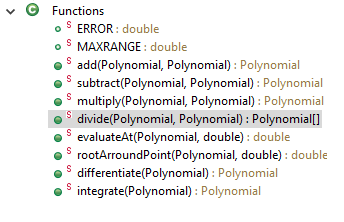 Functions
S ERROR : double
S MAXRANGE : double
S add(Polynomial, Polynomial) : Polynomial
S subtract(Polynomial, Polynomial) : Polynomial
S multiply(Polynomial, Polynomial) : Polynomial
S divide(Polynomial, Polynomial) : Polynomial[]
S evaluateAt(Polynomial, double) : double
S rootArroundPoint(Polynomial, double) : double
S differentiate(Polynomial) : Polynomial
S integrate(Polynomial) : Polynomial